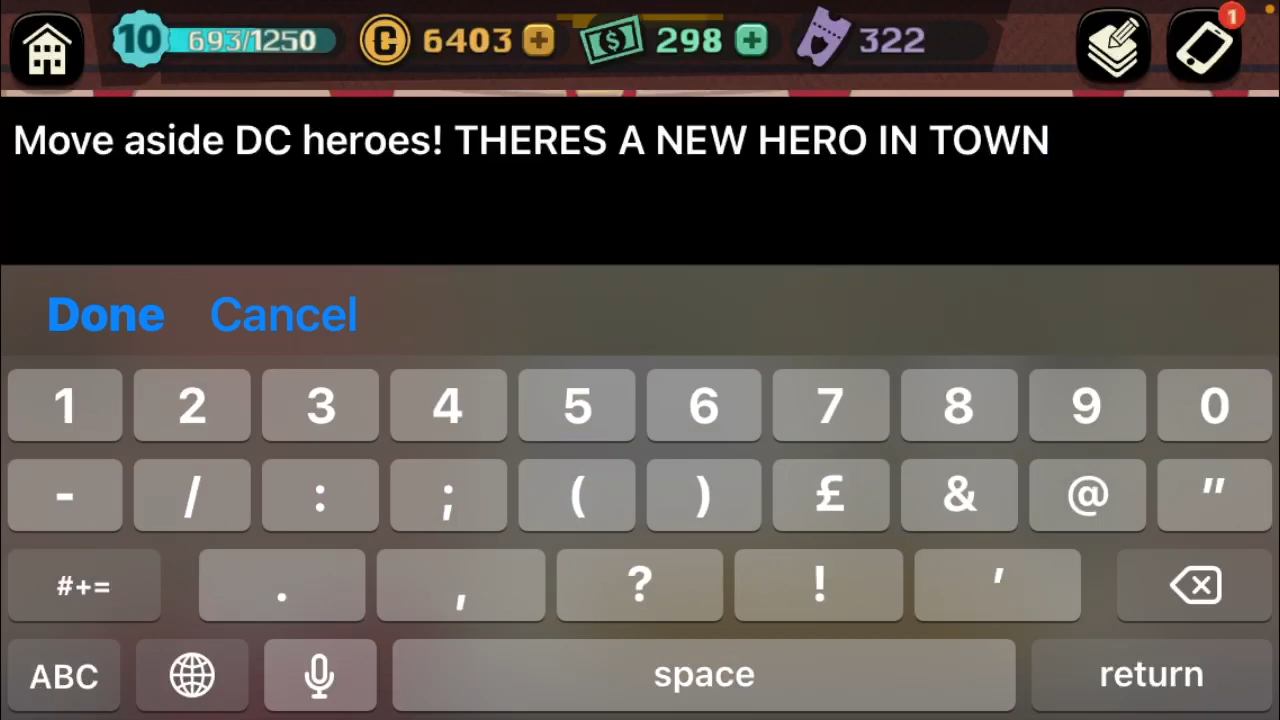 10 693/1250 C 6403 + $ 298 + 322 1
Move aside DC heroes! THERES A NEW HERO IN TOWN
Done Cancel
1 2 3 4 5 6 7 8 9 0
- / : ; ( ) £ & @ "
#+= . , ? ! '
ABC space return